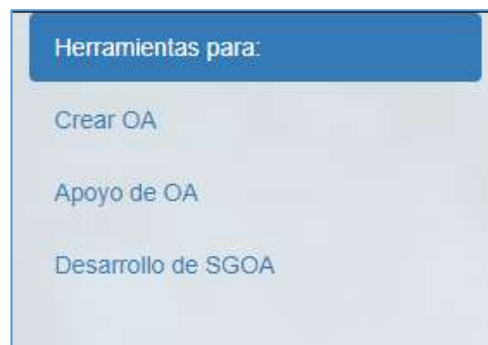 Herramientas para:
Crear OA
Apoyo de OA
Desarrollo de SGOA